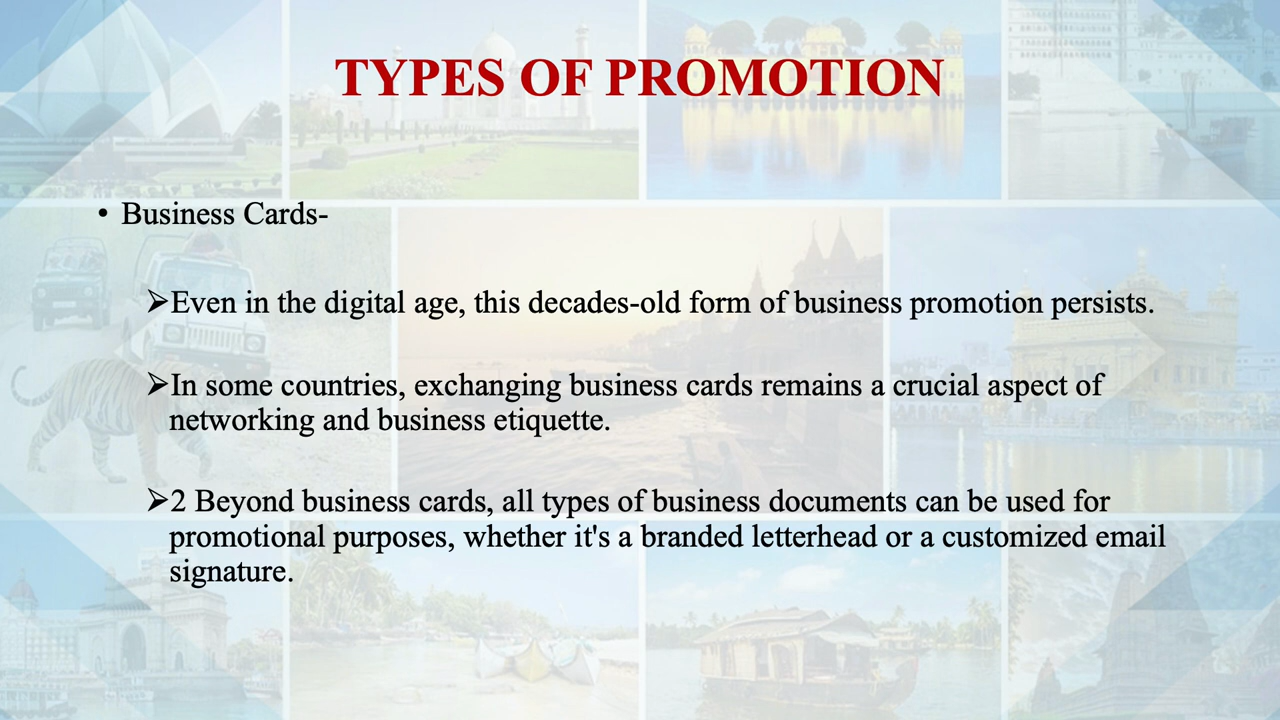 TYPES OF PROMOTION
• Business Cards-
➢Even in the digital age, this decades-old form of business promotion persists.
➢In some countries, exchanging business cards remains a crucial aspect of
networking and business etiquette.
➢2 Beyond business cards, all types of business documents can be used for
promotional purposes, whether it's a branded letterhead or a customized email
signature.